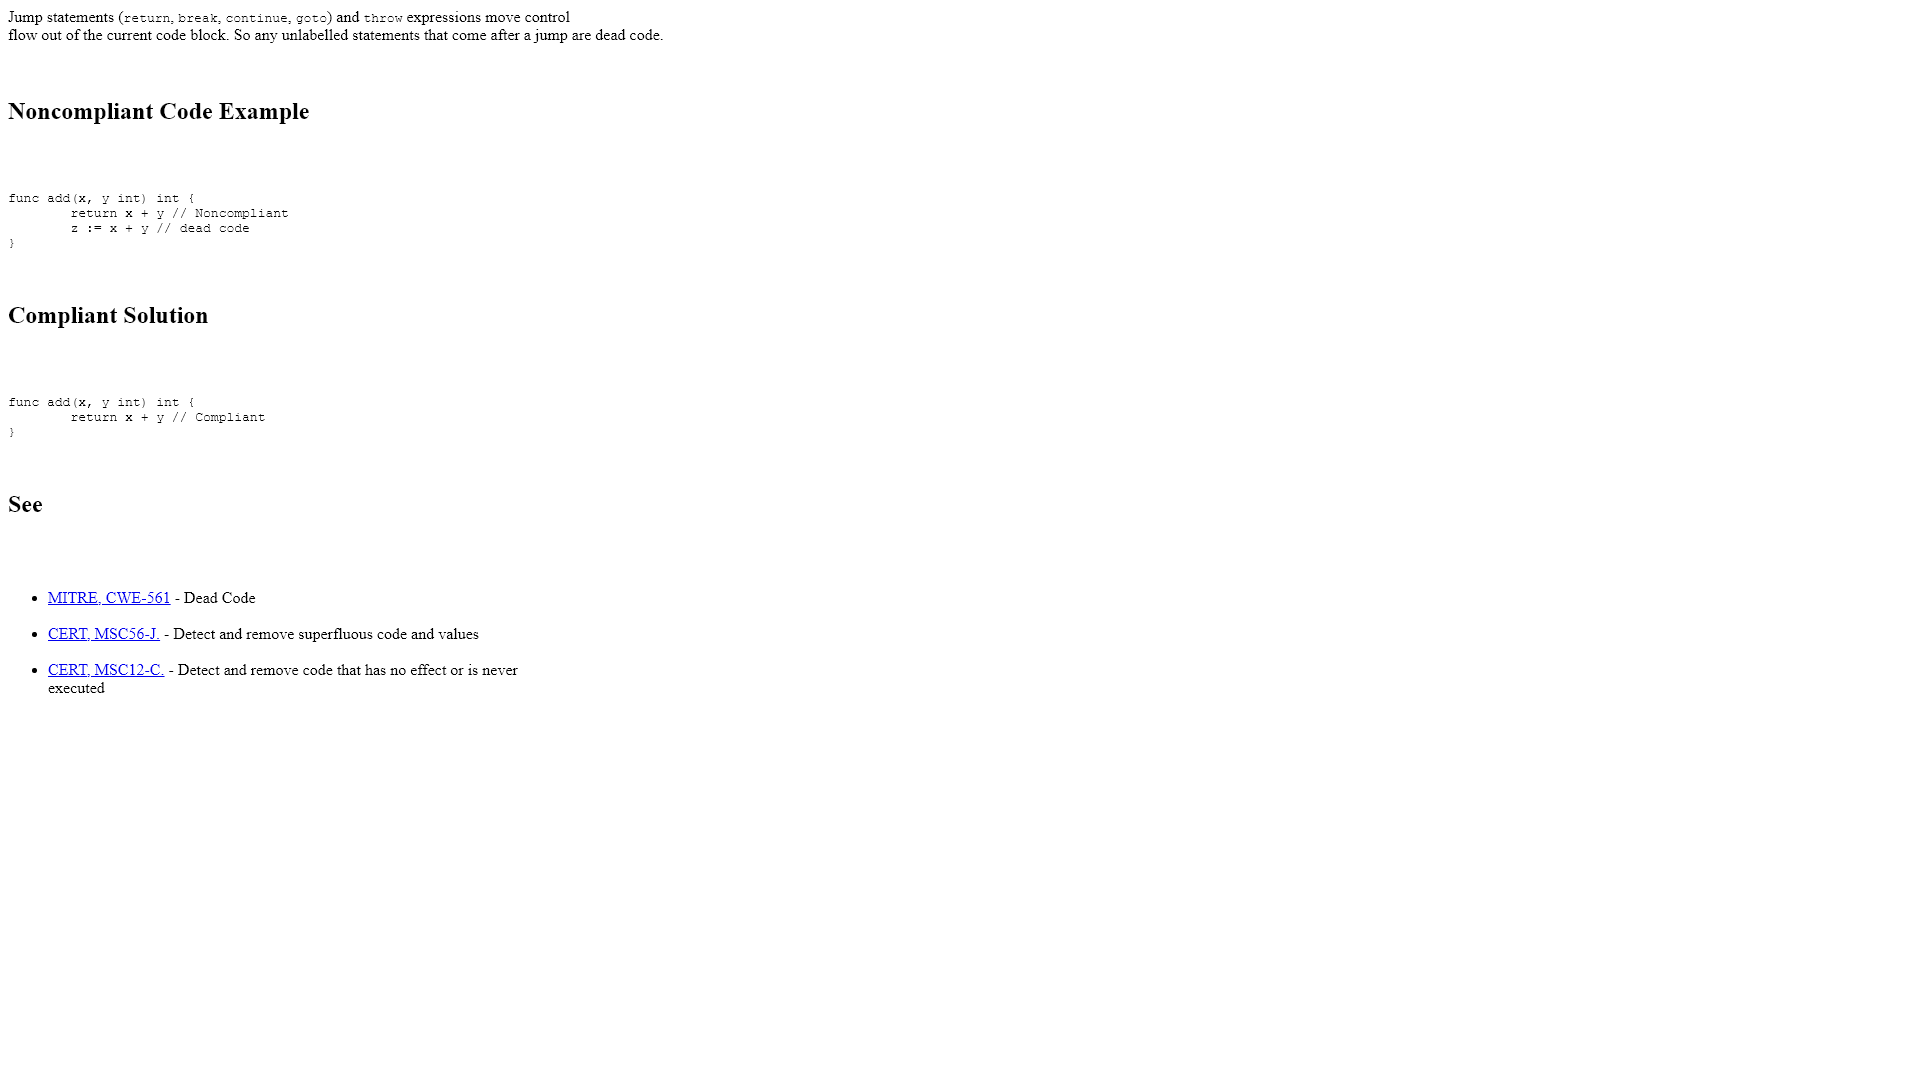 Jump statements (return, break, continue, goto) and throw expressions move control
flow out of the current code block. So any unlabelled statements that come after a jump are dead code.
Noncompliant Code Example
func add(x, y int) int {
        return x + y // Noncompliant
        z := x + y // dead code
}
Compliant Solution
func add(x, y int) int {
        return x + y // Compliant
}
See
• MITRE, CWE-561 - Dead Code
• CERT, MSC56-J. - Detect and remove superfluous code and values
• CERT, MSC12-C. - Detect and remove code that has no effect or is never
executed